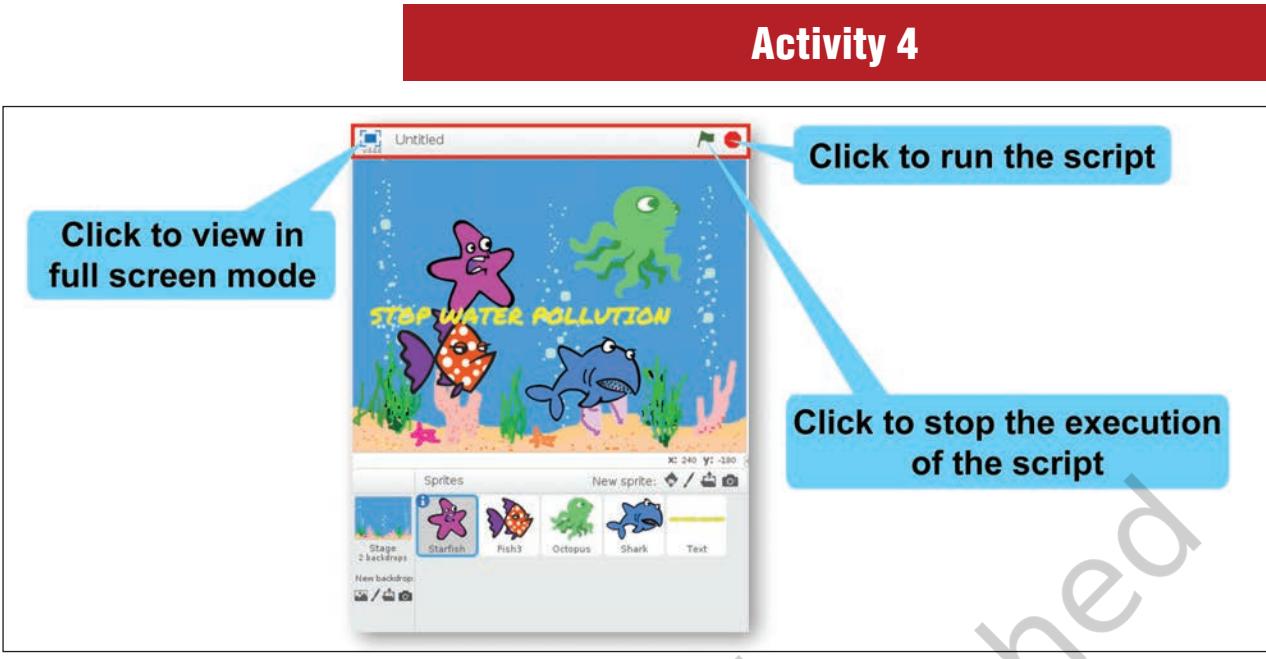 Activity 4
Untitled
Click to run the script
Click to view in
full screen mode
STOP WATER POLLUTION
Click to stop the execution
of the script
x: 240 y: -180
Sprites New sprite:
Stage
2 backdrops
Starfish Fish3 Octopus Shark Text
New backdrop:
hed